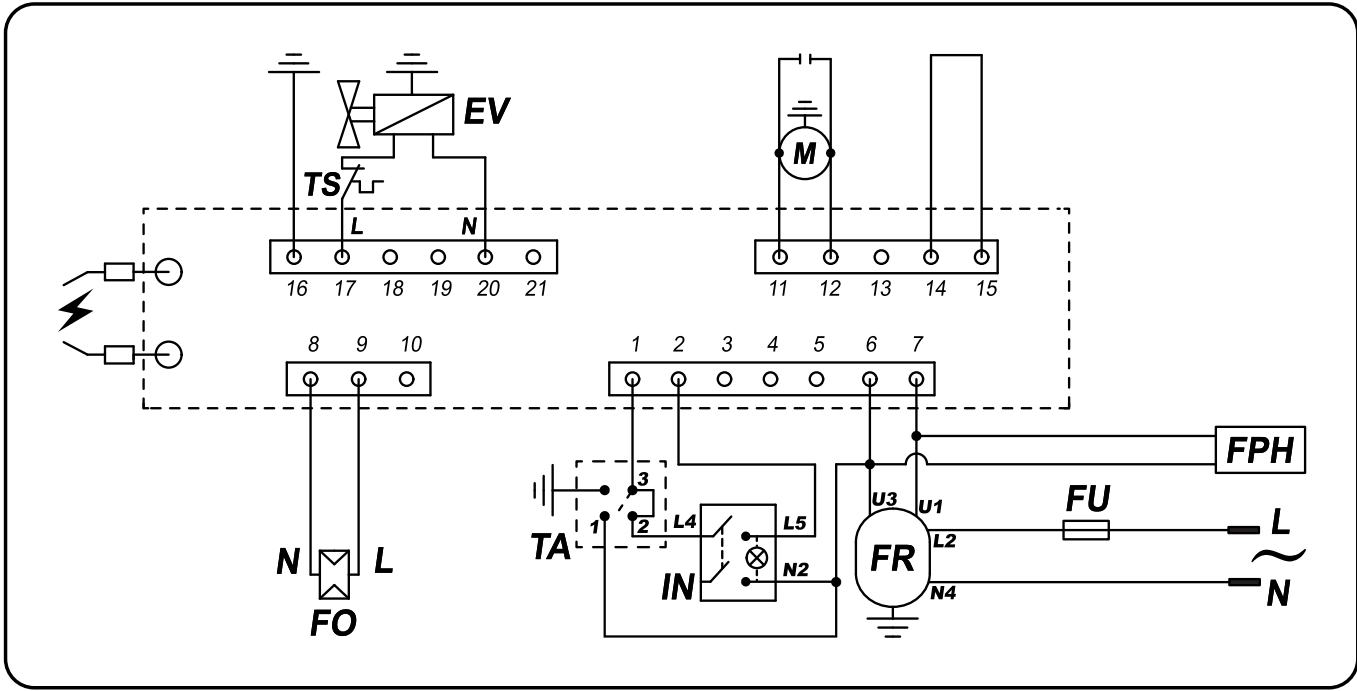 EV
M
TS
L
N
16 17 18 19 20 21
11 12 13 14 15
8 9 10
1 2 3 4 5 6 7
FPH
3
U3 U1
FU
1 2 L4 L5
L2
L
TA
N L
FR
IN
N2
N4
N
FO